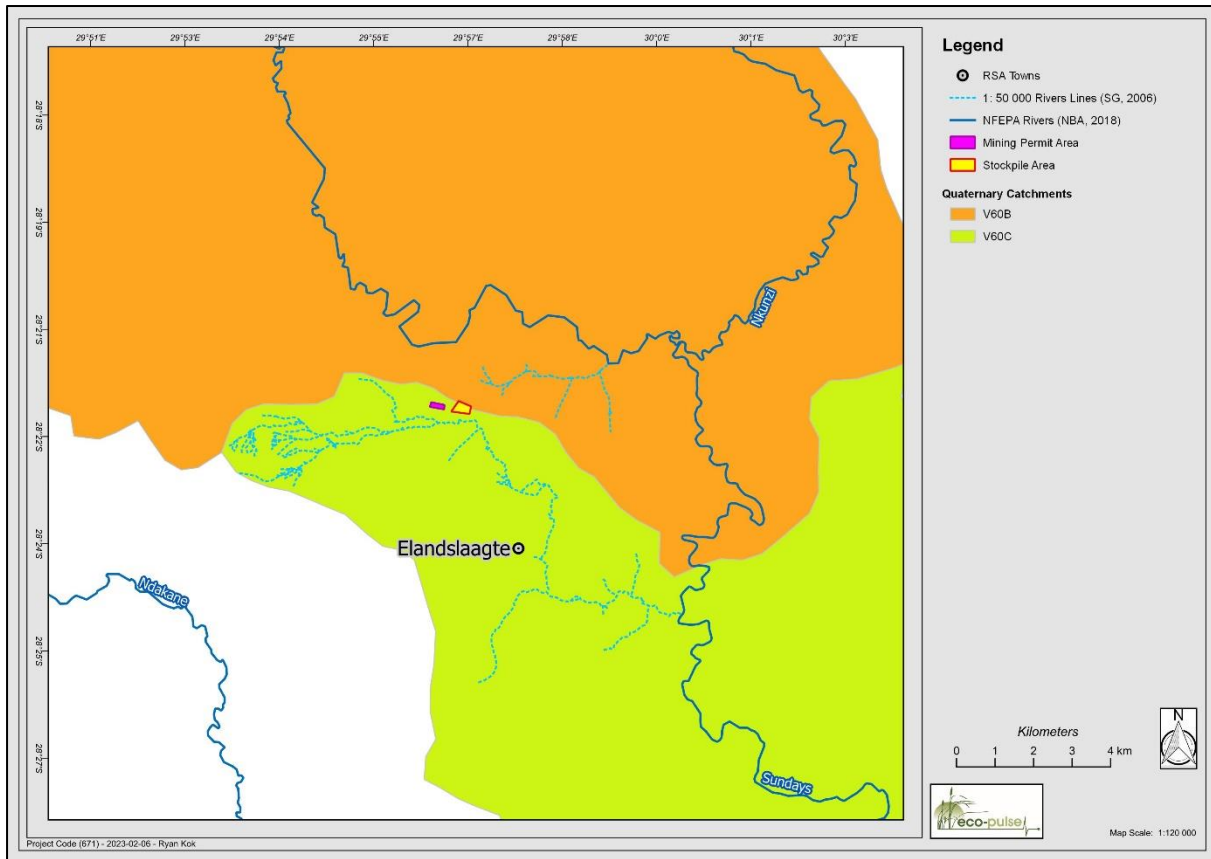 29°51'E 29°53'E 29°54'E 29°55'E 29°57'E 29°58'E 30°0'E 30°1'E 30°3'E
28°18'S
28°19'S
28°21'S
28°22'S
28°24'S
28°25'S
28°27'S
Nkunzi
Elandslaagte
Ndakane
Sundays
Legend
RSA Towns
1: 50 000 Rivers Lines (SG, 2006)
NFEPA Rivers (NBA, 2018)
Mining Permit Area
Stockpile Area
Quaternary Catchments
V60B
V60C
N
Kilometers
0 1 2 3 4 km
eco-pulse
Map Scale: 1:120 000
Project Code (671) - 2023-02-06 - Ryan Kok